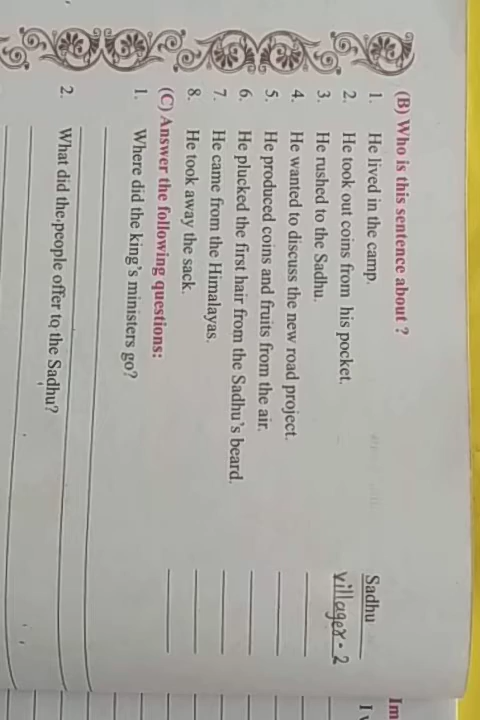 (B) Who is this sentence about ?
1. He lived in the camp. Sadhu
2. He took out coins from his pocket. villager - 2
3. He rushed to the Sadhu.
4. He wanted to discuss the new road project.
5. He produced coins and fruits from the air.
6. He plucked the first hair from the Sadhu's beard.
7. He came from the Himalayas.
8. He took away the sack.
(C) Answer the following questions:
1. Where did the king's ministers go?
2. What did the people offer to the Sadhu?
Im
I